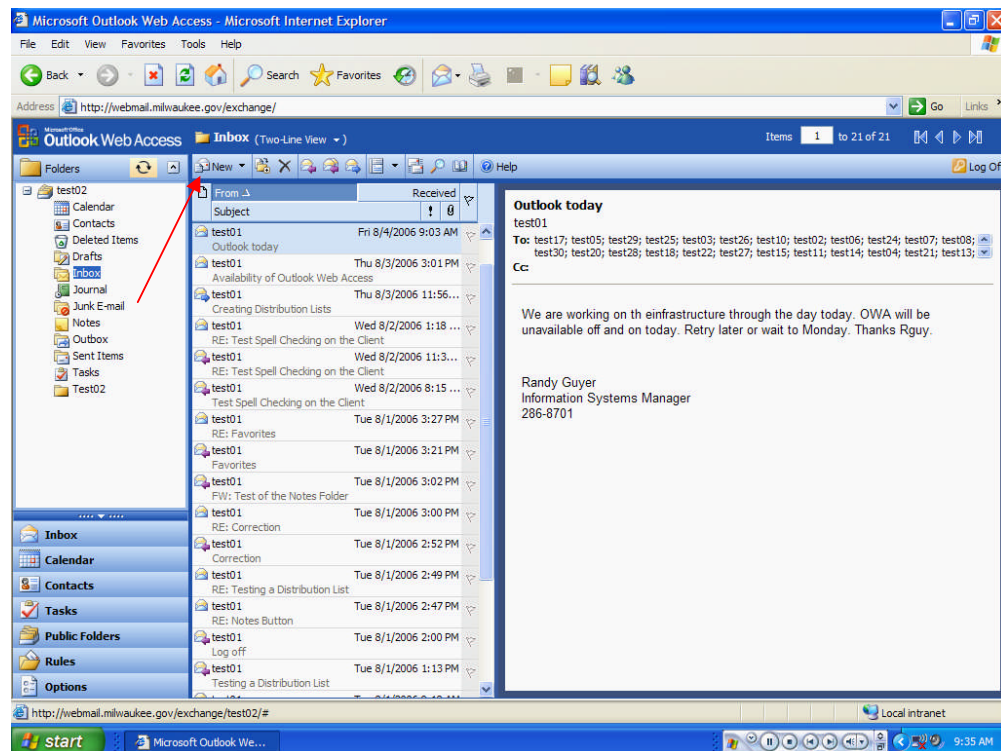 Microsoft Outlook Web Access - Microsoft Internet Explorer
File Edit View Favorites Tools Help
Back Search Favorites
Address http://webmail.milwaukee.gov/exchange/ Go Links
Microsoft Office
Outlook Web Access Inbox (Two-Line View) Items 1 to 21 of 21
Folders New Help Log Of
test02
Calendar
Contacts
Deleted Items
Drafts
Inbox
Journal
Junk E-mail
Notes
Outbox
Sent Items
Tasks
Test02
Inbox
Calendar
Contacts
Tasks
Public Folders
Rules
Options
From Received
Subject !
test01 Fri 8/4/2006 9:03 AM
Outlook today
test01 Thu 8/3/2006 3:01 PM
Availability of Outlook Web Access
test01 Thu 8/3/2006 11:56...
Creating Distribution Lists
test01 Wed 8/2/2006 1:18 ...
RE: Test Spell Checking on the Client
test01 Wed 8/2/2006 11:3...
RE: Test Spell Checking on the Client
test01 Wed 8/2/2006 8:15 ...
Test Spell Checking on the Client
test01 Tue 8/1/2006 3:27 PM
RE: Favorites
test01 Tue 8/1/2006 3:21 PM
Favorites
test01 Tue 8/1/2006 3:02 PM
FW: Test of the Notes Folder
test01 Tue 8/1/2006 3:00 PM
RE: Correction
test01 Tue 8/1/2006 2:52 PM
Correction
test01 Tue 8/1/2006 2:49 PM
RE: Testing a Distribution List
test01 Tue 8/1/2006 2:47 PM
RE: Notes Button
test01 Tue 8/1/2006 2:00 PM
Log off
test01 Tue 8/1/2006 1:13 PM
Testing a Distribution List
Outlook today
test01
To: test17; test05; test29; test25; test03; test26; test10; test02; test06; test24; test07; test08;
test30; test20; test28; test18; test22; test27; test15; test11; test14; test04; test21; test13;
Cc:
We are working on th einfrastructure through the day today. OWA will be
unavailable off and on today. Retry later or wait to Monday. Thanks Rguy.
Randy Guyer
Information Systems Manager
286-8701
http://webmail.milwaukee.gov/exchange/test02/# Local intranet
start Microsoft Outlook We... 9:35 AM